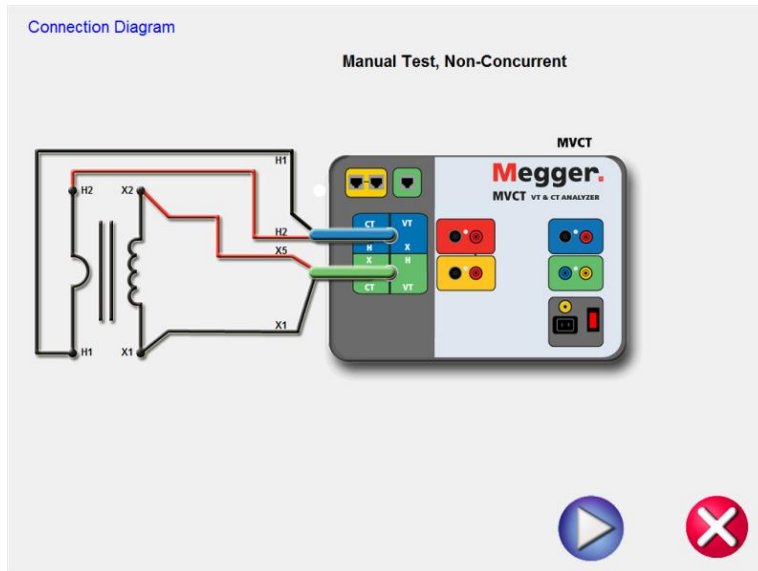 Connection Diagram
Manual Test, Non-Concurrent
MVCT
H1
Megger.
MVCT VT & CT ANALYZER
H2
X2
CT VT
H2
H X
X5
X H
CT VT
X1
H1
X1